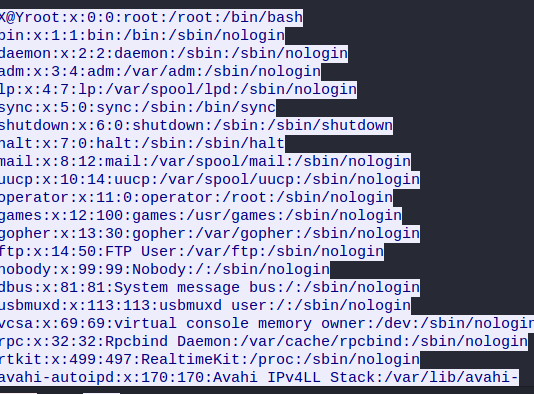 X@Yroot:x:0:0:root:/root:/bin/bash
bin:x:1:1:bin:/bin:/sbin/nologin
daemon:x:2:2:daemon:/sbin:/sbin/nologin
adm:x:3:4:adm:/var/adm:/sbin/nologin
lp:x:4:7:lp:/var/spool/lpd:/sbin/nologin
sync:x:5:0:sync:/sbin:/bin/sync
shutdown:x:6:0:shutdown:/sbin:/sbin/shutdown
halt:x:7:0:halt:/sbin:/sbin/halt
mail:x:8:12:mail:/var/spool/mail:/sbin/nologin
uucp:x:10:14:uucp:/var/spool/uucp:/sbin/nologin
operator:x:11:0:operator:/root:/sbin/nologin
games:x:12:100:games:/usr/games:/sbin/nologin
gopher:x:13:30:gopher:/var/gopher:/sbin/nologin
ftp:x:14:50:FTP User:/var/ftp:/sbin/nologin
nobody:x:99:99:Nobody:/:/sbin/nologin
dbus:x:81:81:System message bus:/:/sbin/nologin
usbmuxd:x:113:113:usbmuxd user:/:/sbin/nologin
vcsa:x:69:69:virtual console memory owner:/dev:/sbin/nologin
rpc:x:32:32:Rpcbind Daemon:/var/cache/rpcbind:/sbin/nologin
rtkit:x:499:497:RealtimeKit:/proc:/sbin/nologin
avahi-autoipd:x:170:170:Avahi IPv4LL Stack:/var/lib/avahi-